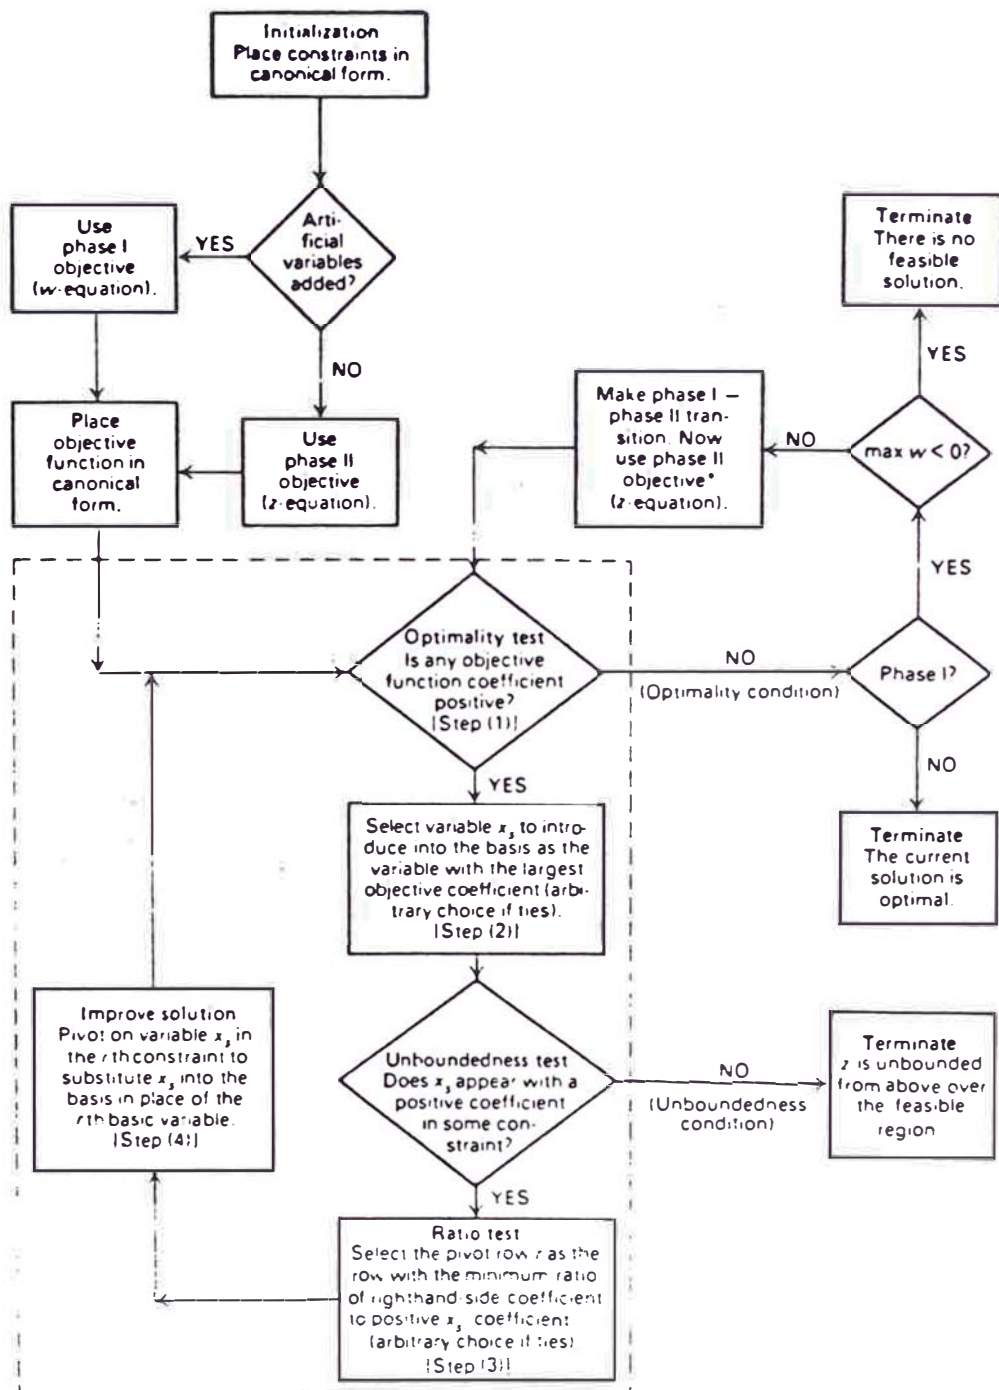 Initialization
Place constraints in
canonical form.
Arti-
ficial
variables
added?
YES
Use
phase I
objective
(w-equation).
NO
Place
objective
function in
canonical
form.
Use
phase II
objective
(z-equation).
Terminate
There is no
feasible
solution.
YES
Make phase I –
phase II tran-
sition. Now
use phase II
objective*
(z-equation).
NO
max w < 0?
YES
Optimality test
Is any objective
function coefficient
positive?
[Step (1)]
NO
(Optimality condition)
Phase I?
NO
YES
Terminate
The current
solution is
optimal.
Select variable x_s to intro-
duce into the basis as the
variable with the largest
objective coefficient (arbi-
trary choice if ties).
[Step (2)]
Improve solution
Pivot on variable x_s in
the rth constraint to
substitute x_s into the
basis in place of the
rth basic variable.
[Step (4)]
Unboundedness test
Does x_s appear with a
positive coefficient
in some con-
straint?
NO
(Unboundedness
condition)
Terminate
z is unbounded
from above over
the feasible
region
YES
Ratio test
Select the pivot row r as the
row with the minimum ratio
of righthand-side coefficient
to positive x_s coefficient
(arbitrary choice if ties)
[Step (3)]